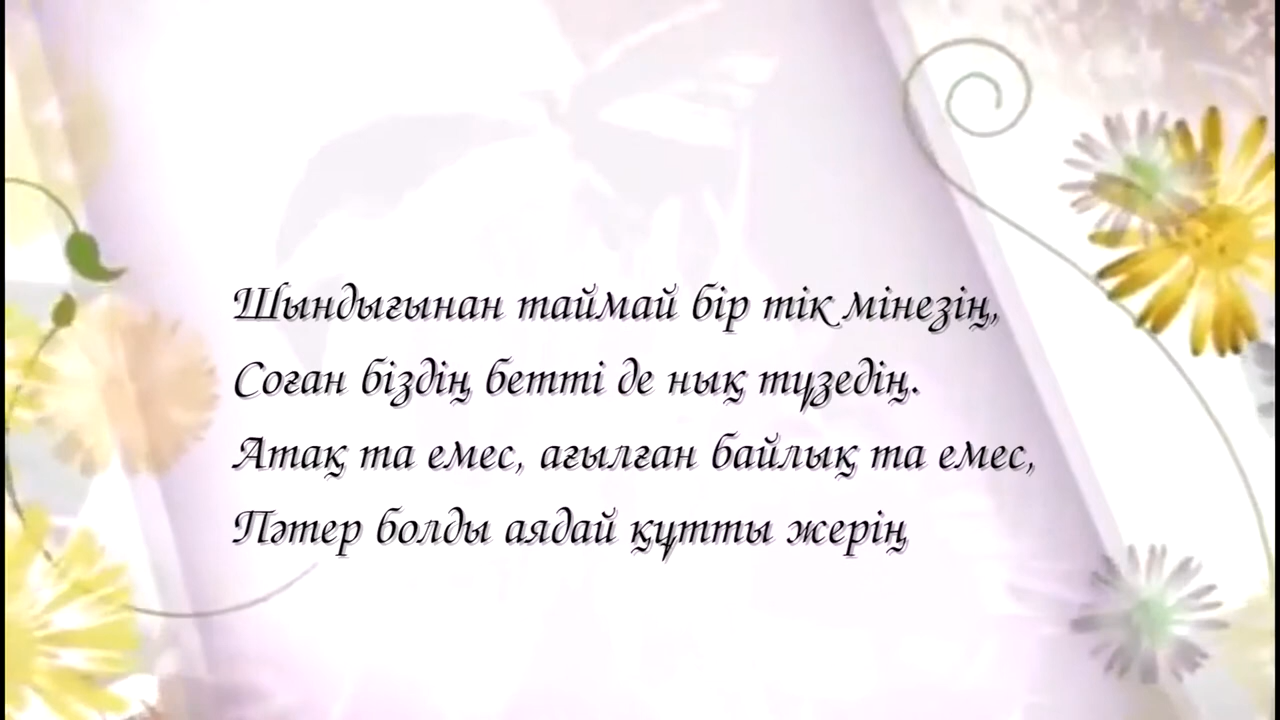 Шындығынан таймай бір тік мінезің,
Соған біздің бетті де нық түзедің.
Атақ та емес, ағылған байлық та емес,
Пәтер болды аядай құтты жерің